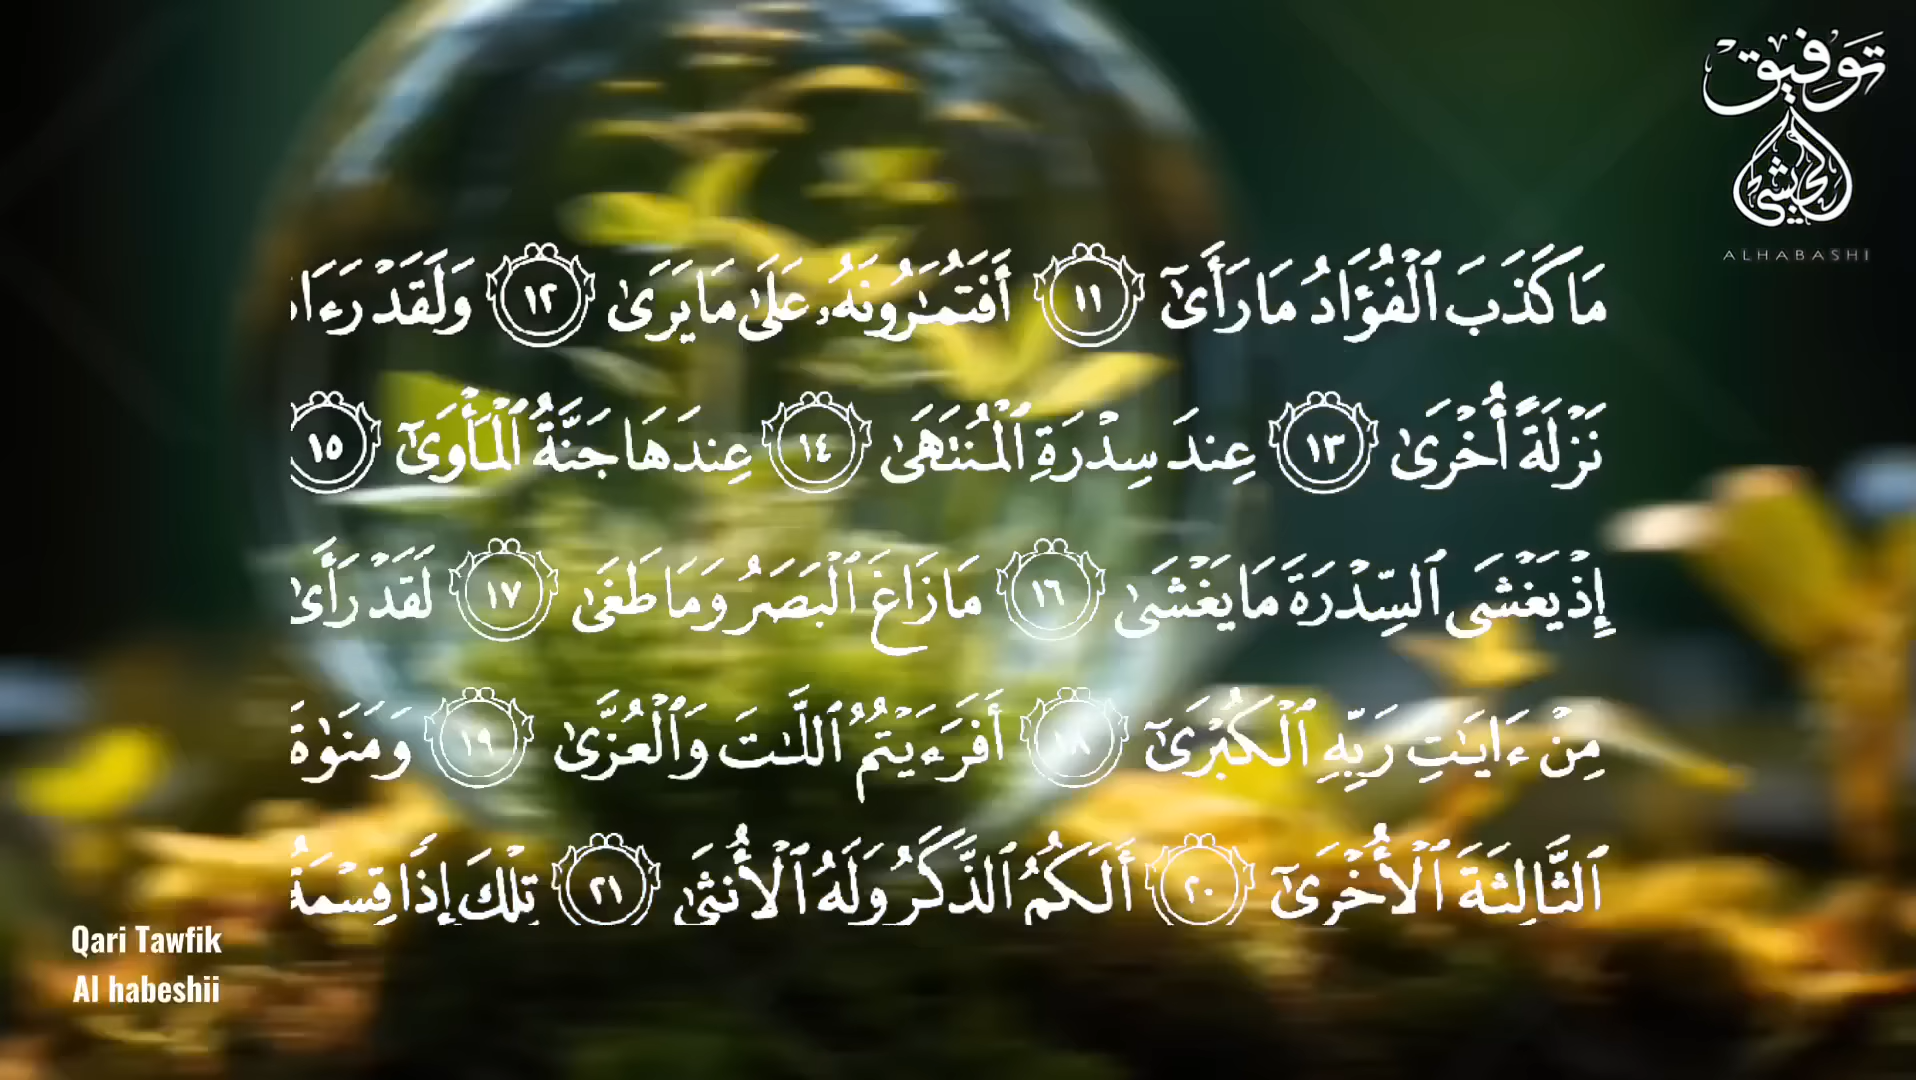 توفيق
الحبشي
ALHABASHI
مَا كَذَبَ ٱلْفُؤَادُ مَا رَأَىٰٓ ١١ أَفَتُمَٰرُونَهُۥ عَلَىٰ مَا يَرَىٰ ١٢ وَلَقَدْ رَءَا
نَزْلَةً أُخْرَىٰ ١٣ عِندَ سِدْرَةِ ٱلْمُنتَهَىٰ ١٤ عِندَهَا جَنَّةُ ٱلْمَأْوَىٰٓ ١٥
إِذْ يَغْشَى ٱلسِّدْرَةَ مَا يَغْشَىٰ ١٦ مَا زَاغَ ٱلْبَصَرُ وَمَا طَغَىٰ ١٧ لَقَدْ رَأَىٰ
مِنْ ءَايَٰتِ رَبِّهِ ٱلْكُبْرَىٰٓ ١٨ أَفَرَءَيْتُمُ ٱللَّٰتَ وَٱلْعُزَّىٰ ١٩ وَمَنَوٰةَ
ٱلثَّالِثَةَ ٱلْأُخْرَىٰٓ ٢٠ أَلَكُمُ ٱلذَّكَرُ وَلَهُ ٱلْأُنثَىٰ ٢١ تِلْكَ إِذًا قِسْمَةٌ
Qari Tawfik
Al habeshii